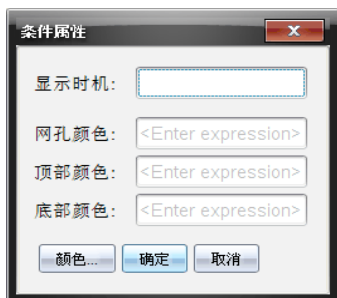 条件属性
显示时机:
网孔颜色: <Enter expression>
顶部颜色: <Enter expression>
底部颜色: <Enter expression>
颜色... 确定 取消